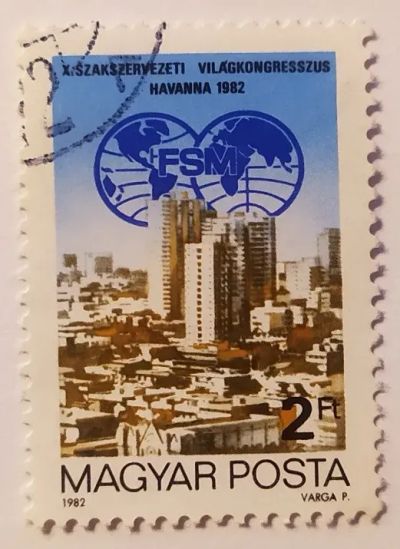 X. SZAKSZERVEZETI VILÁGKONGRESSZUS
HAVANNA 1982
FSM
2 Ft
MAGYAR POSTA
1982 VARGA P.